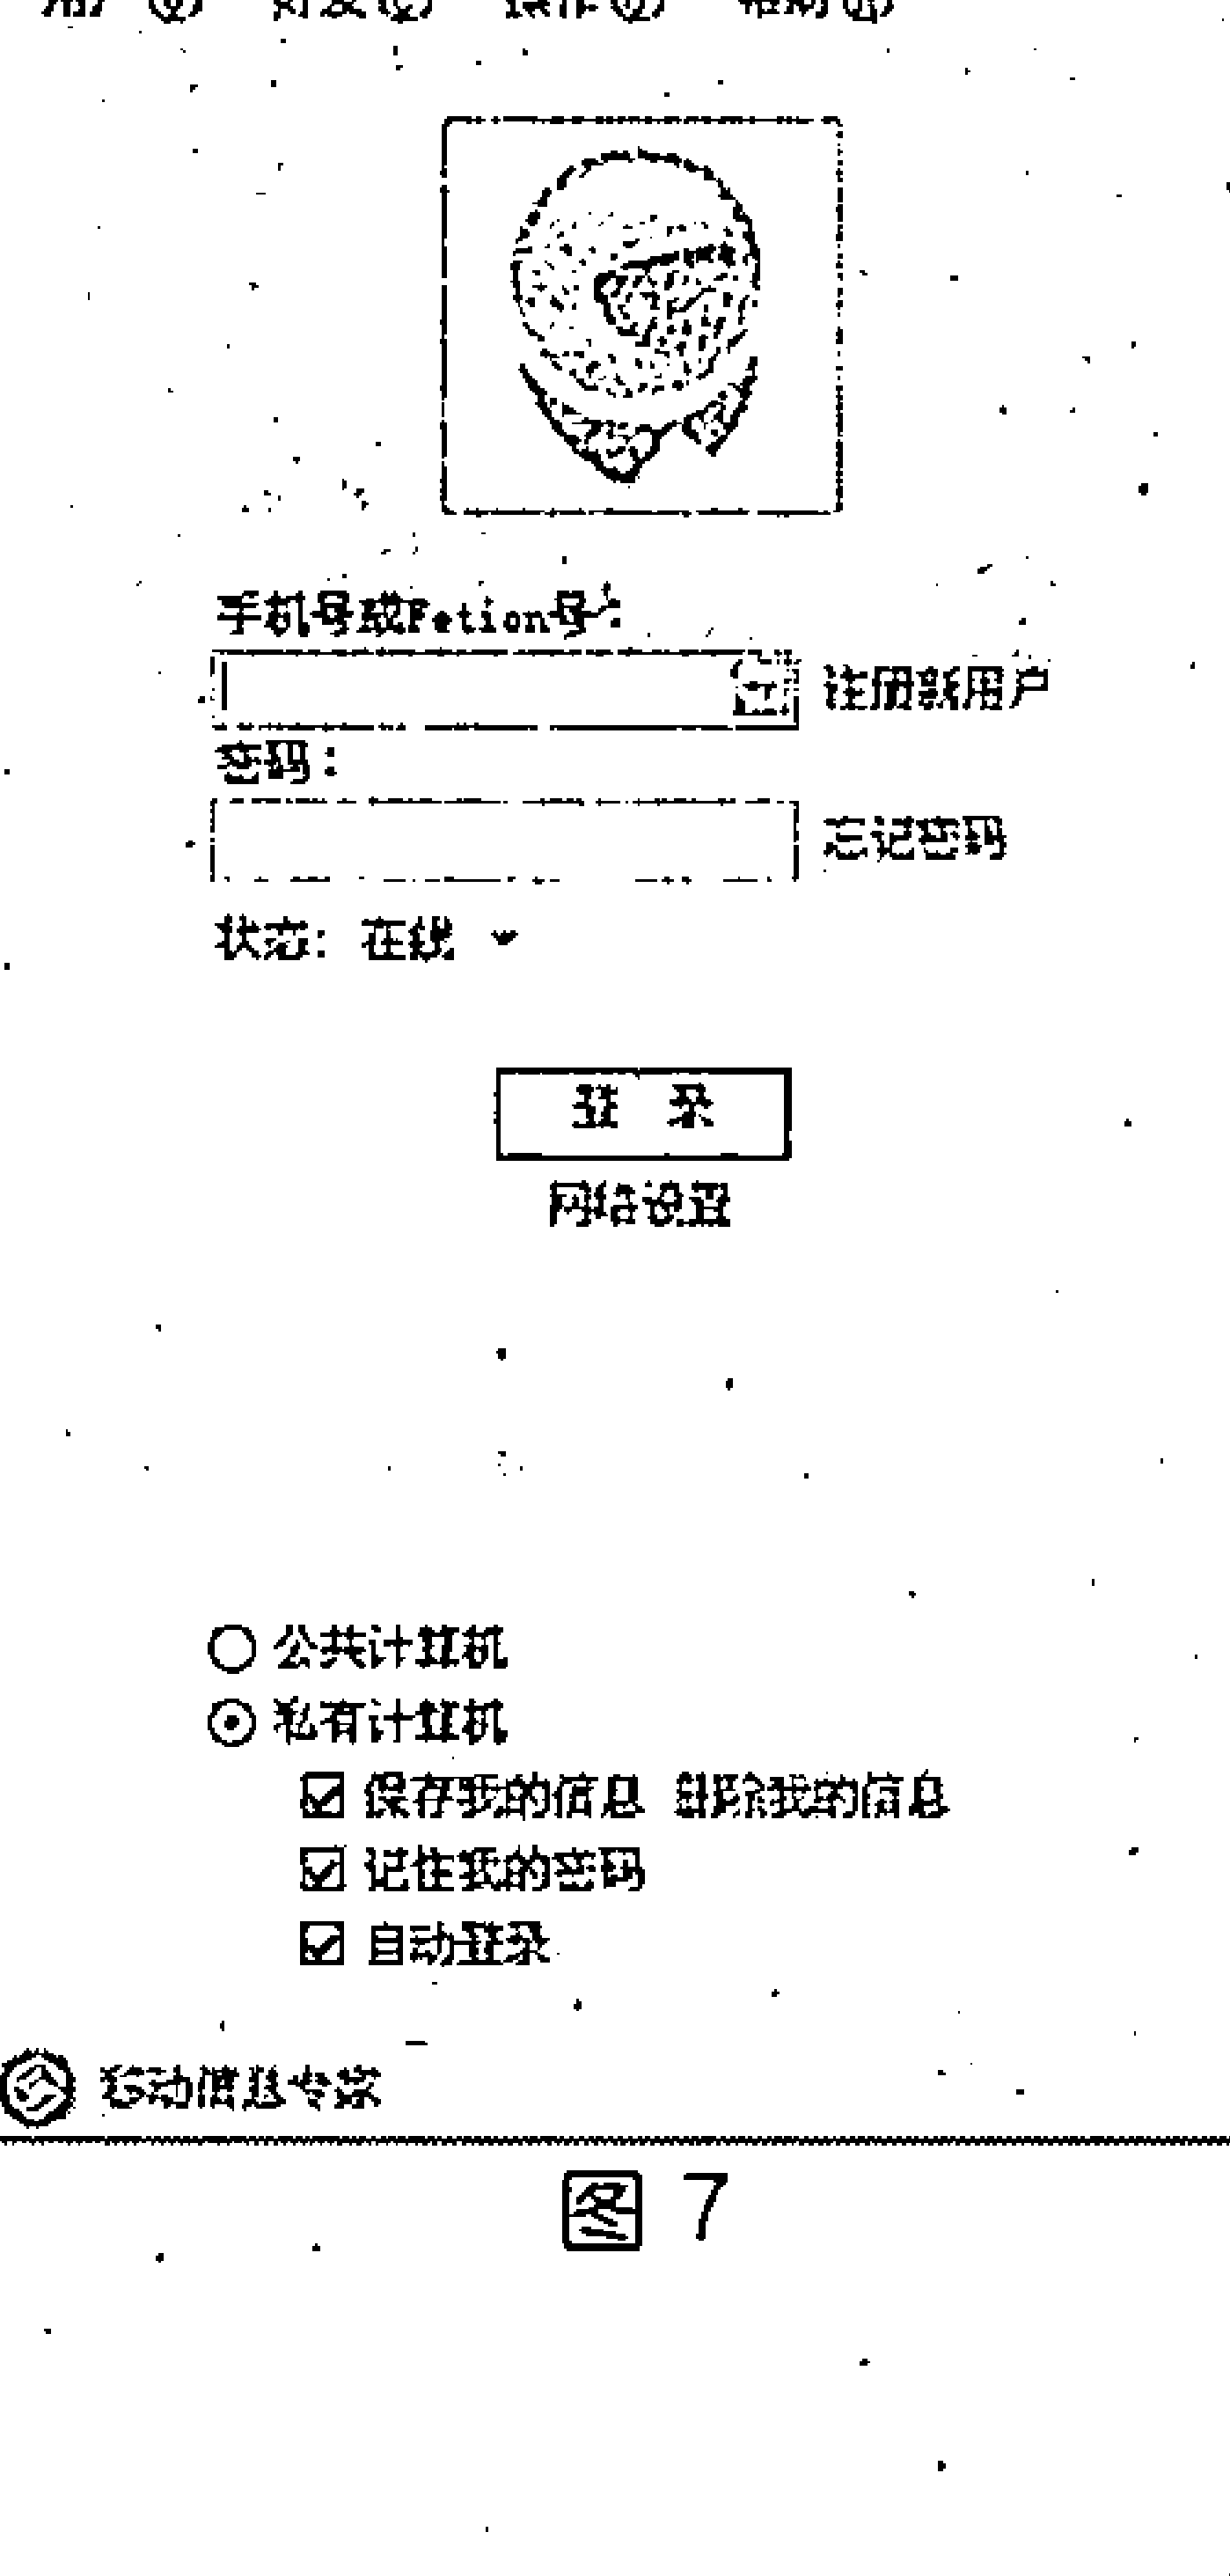 手机号或Fetion号:
注册新用户
密码:
忘记密码
状态: 在线
登 录
网络设置
公共计算机
私有计算机
保存我的信息 删除我的信息
记住我的密码
自动登录
移动信息专家
图 7